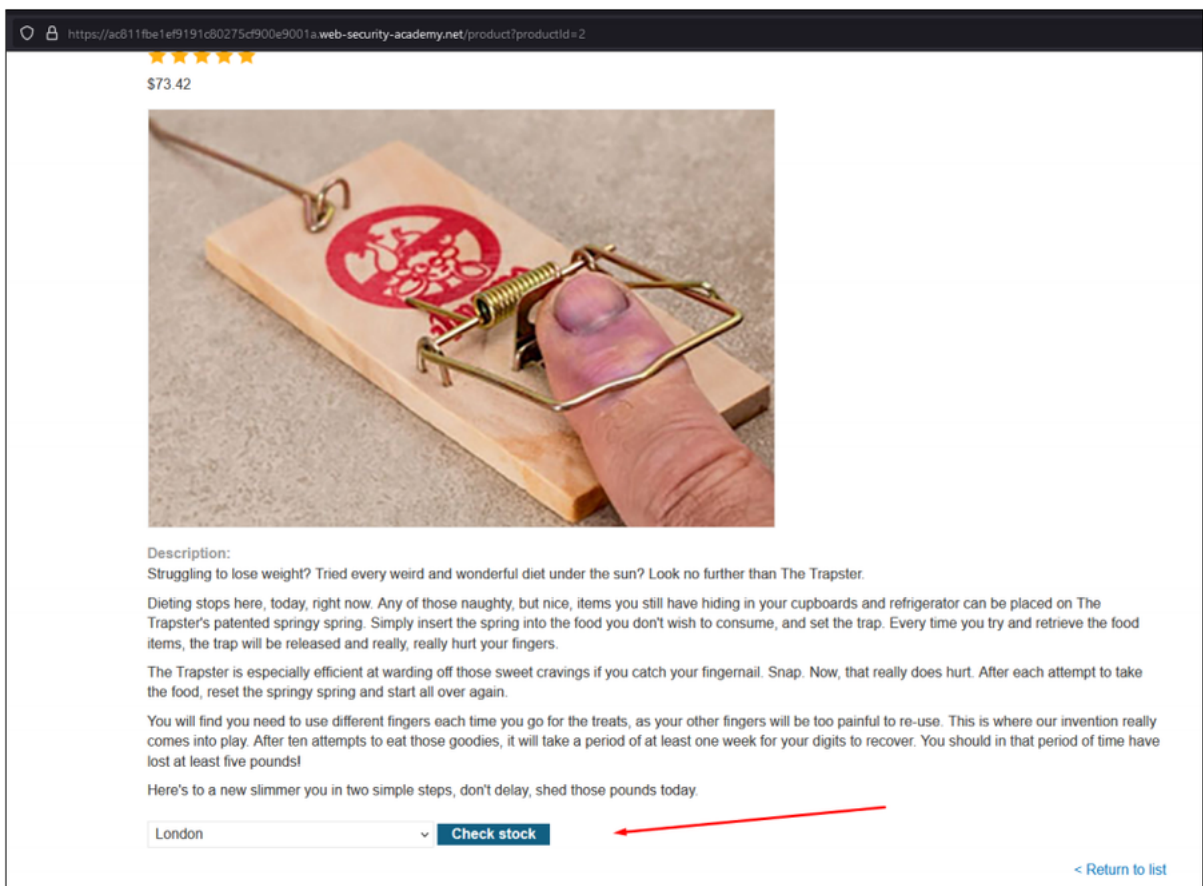 https://ac811fbe1ef9191c80275cf900e9001a.web-security-academy.net/product?productId=2
$73.42
Description:
Struggling to lose weight? Tried every weird and wonderful diet under the sun? Look no further than The Trapster.
Dieting stops here, today, right now. Any of those naughty, but nice, items you still have hiding in your cupboards and refrigerator can be placed on The
Trapster's patented springy spring. Simply insert the spring into the food you don't wish to consume, and set the trap. Every time you try and retrieve the food
items, the trap will be released and really, really hurt your fingers.
The Trapster is especially efficient at warding off those sweet cravings if you catch your fingernail. Snap. Now, that really does hurt. After each attempt to take
the food, reset the springy spring and start all over again.
You will find you need to use different fingers each time you go for the treats, as your other fingers will be too painful to re-use. This is where our invention really
comes into play. After ten attempts to eat those goodies, it will take a period of at least one week for your digits to recover. You should in that period of time have
lost at least five pounds!
Here's to a new slimmer you in two simple steps, don't delay, shed those pounds today.
London
Check stock
< Return to list